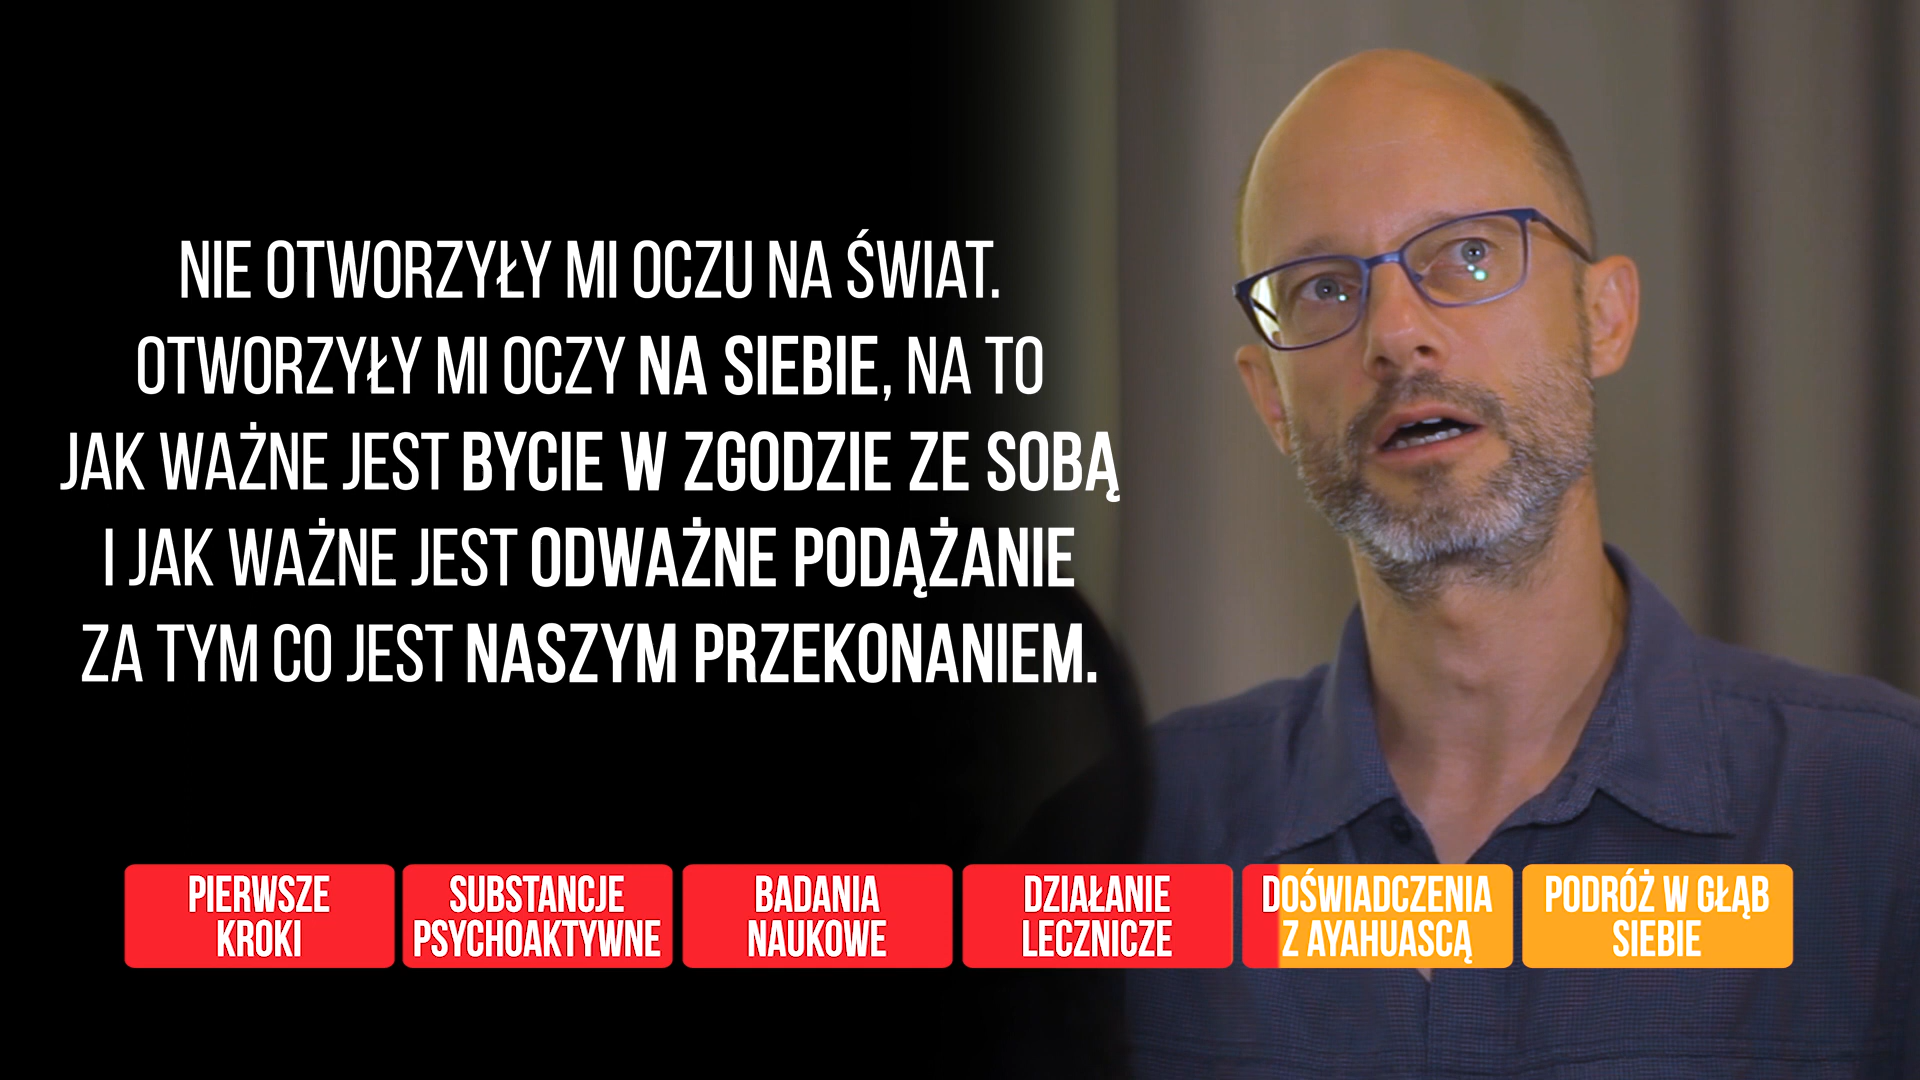 NIE OTWORZYŁY MI OCZU NA ŚWIAT.
OTWORZYŁY MI OCZY NA SIEBIE, NA TO
JAK WAŻNE JEST BYCIE W ZGODZIE ZE SOBĄ
I JAK WAŻNE JEST ODWAŻNE PODĄŻANIE
ZA TYM CO JEST NASZYM PRZEKONANIEM.
PIERWSZE
KROKI
SUBSTANCJE
PSYCHOAKTYWNE
BADANIA
NAUKOWE
DZIAŁANIE
LECZNICZE
DOŚWIADCZENIA
Z AYAHUASCĄ
PODRÓŻ W GŁĄB
SIEBIE